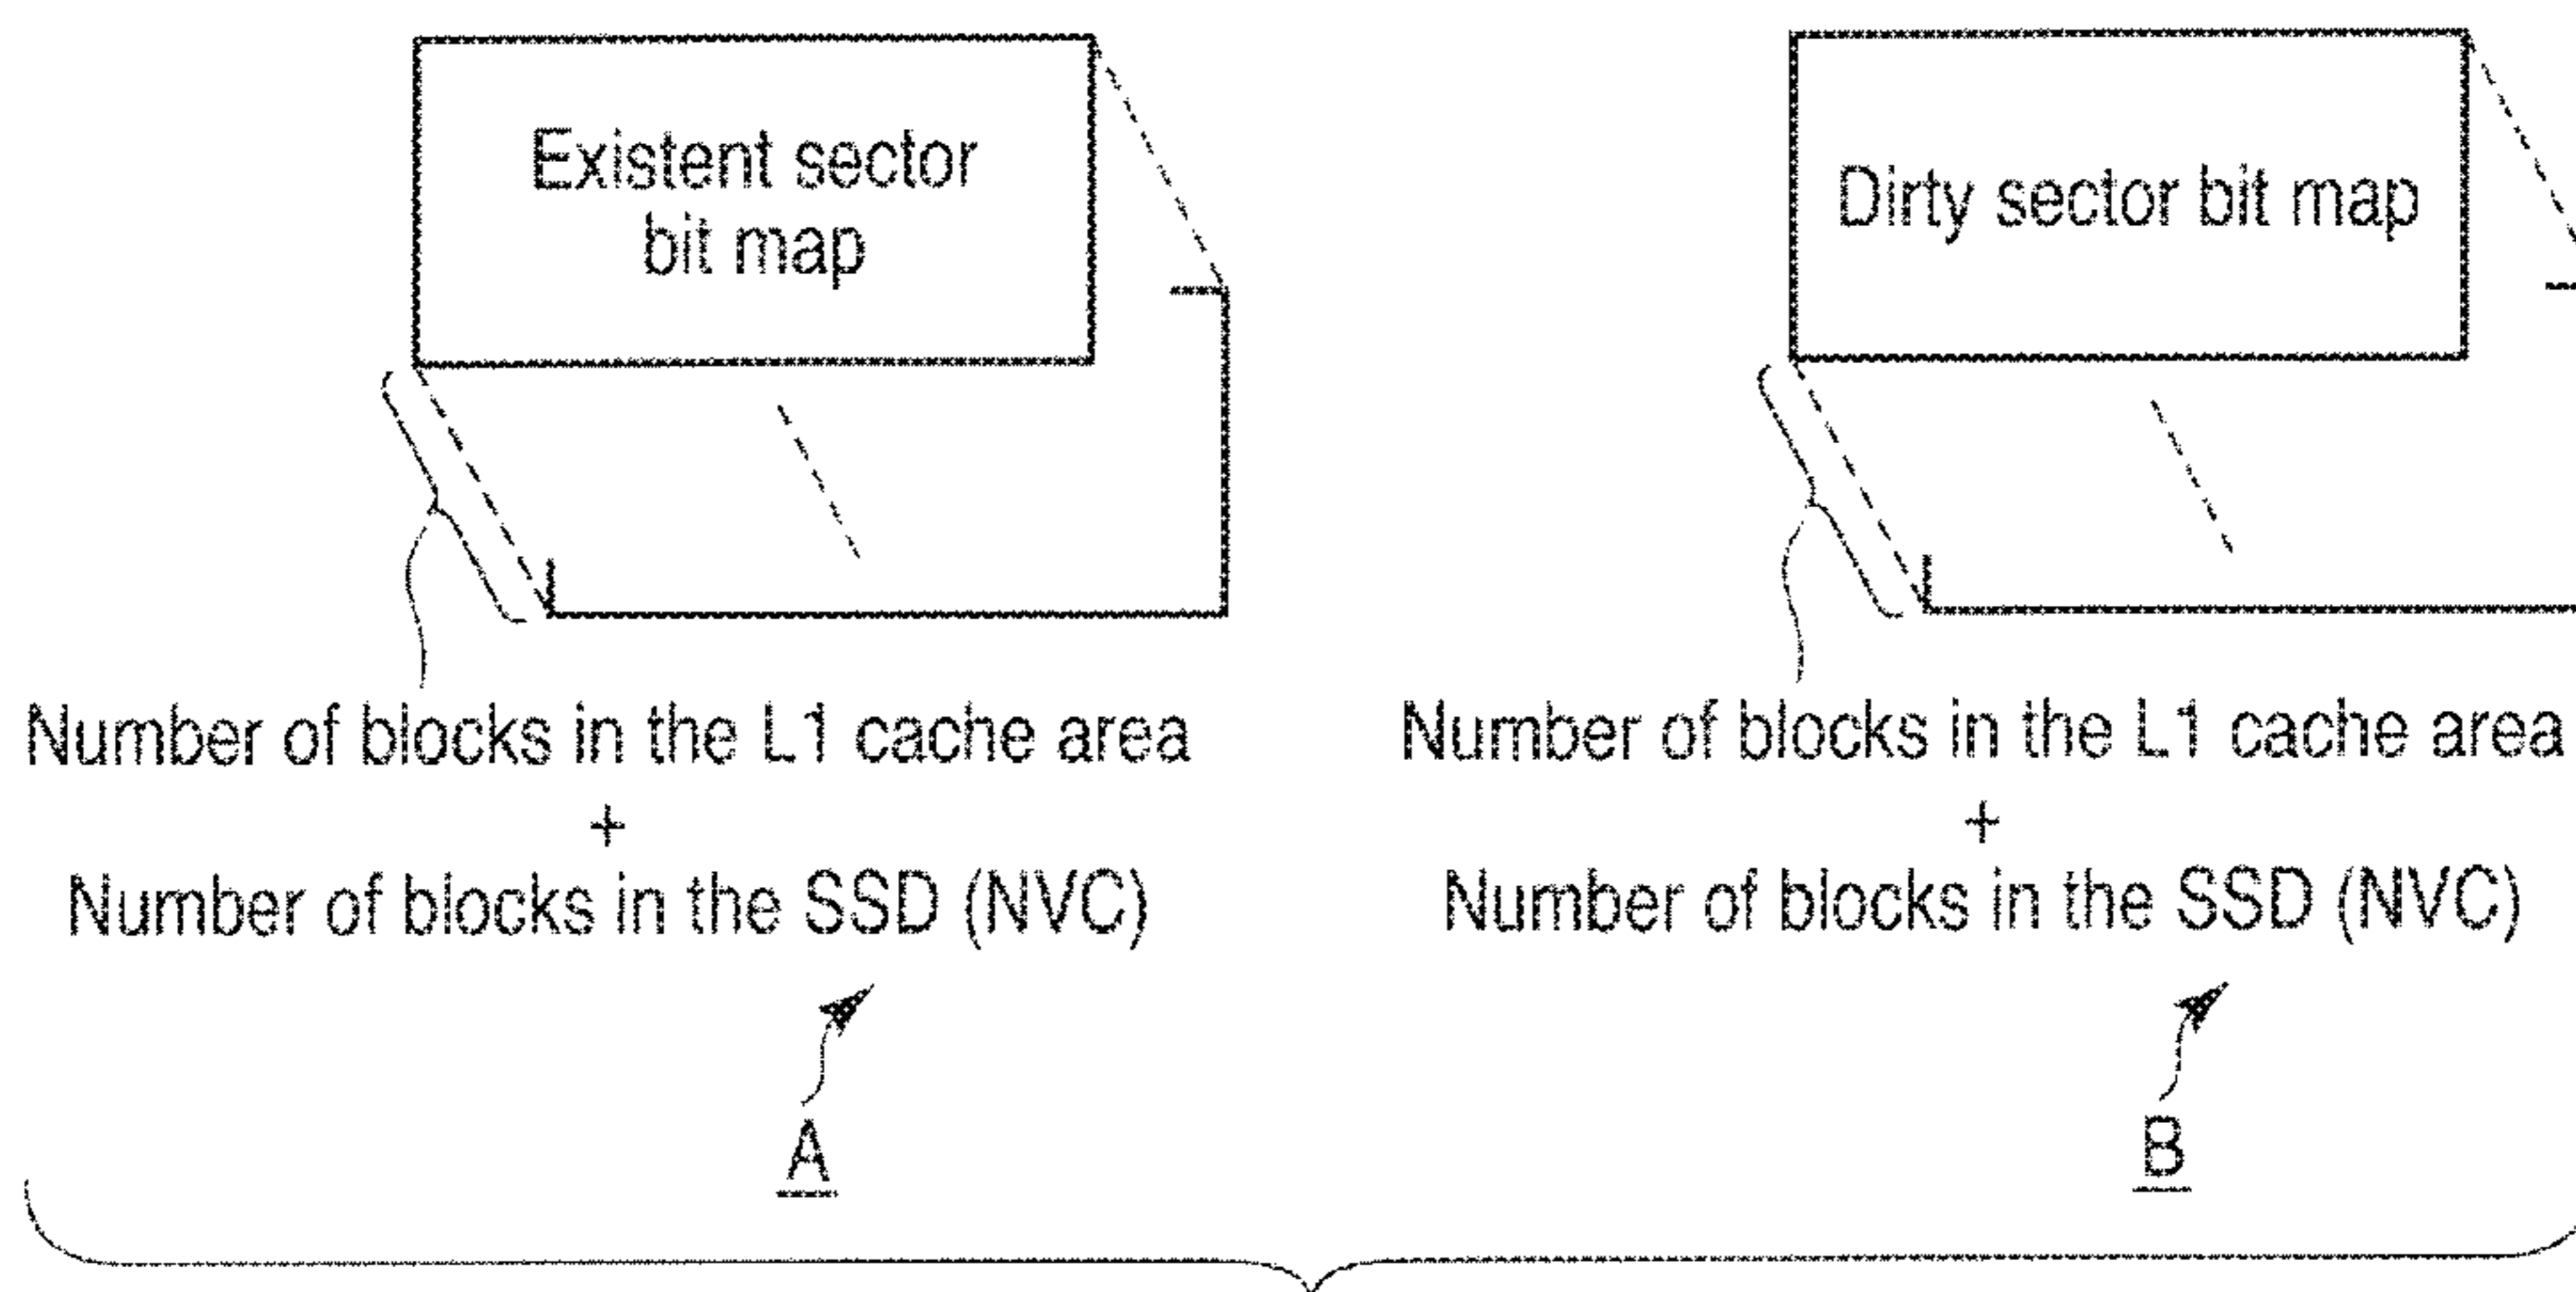 Existent sector
bit map
Number of blocks in the L1 cache area
+
Number of blocks in the SSD (NVC)
A
Dirty sector bit map
Number of blocks in the L1 cache area
+
Number of blocks in the SSD (NVC)
B